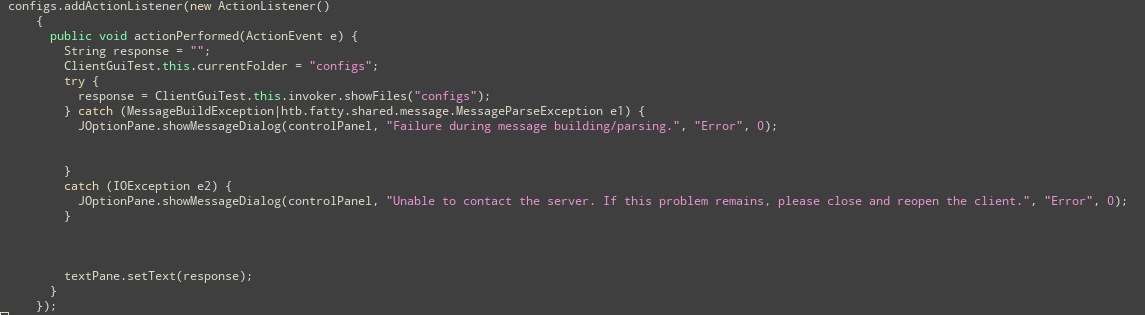 configs.addActionListener(new ActionListener()
{
public void actionPerformed(ActionEvent e) {
String response = "";
ClientGuiTest.this.currentFolder = "configs";
try {
response = ClientGuiTest.this.invoker.showFiles("configs");
} catch (MessageBuildException|htb.fatty.shared.message.MessageParseException e1) {
JOptionPane.showMessageDialog(controlPanel, "Failure during message building/parsing.", "Error", 0);
}
catch (IOException e2) {
JOptionPane.showMessageDialog(controlPanel, "Unable to contact the server. If this problem remains, please close and reopen the client.", "Error", 0);
}
textPane.setText(response);
}
});